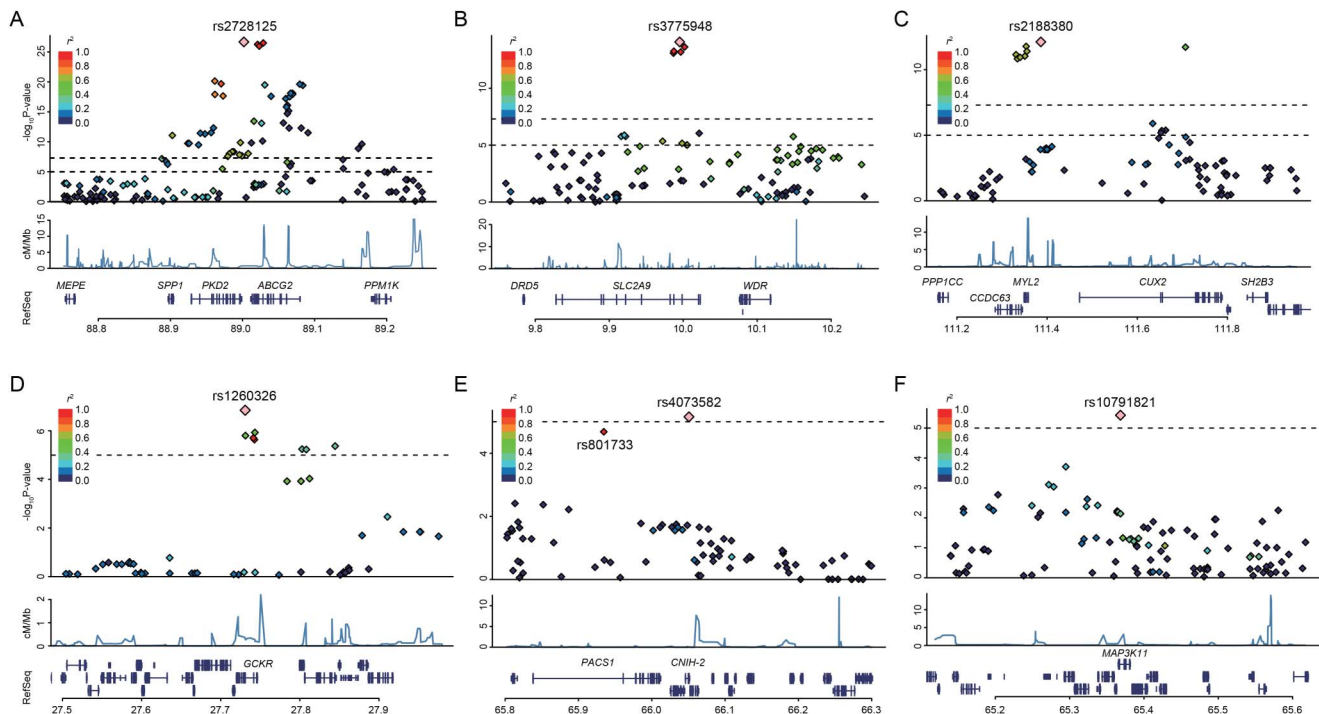 A
rs2728125
r²
1.0
0.8
0.6
0.4
0.2
0.0
25
20
15
10
5
0
-log₁₀P-value
15
10
5
0
cM/Mb
MEPE SPP1 PKD2 ABCG2 PPM1K
RefSeq
88.8 88.9 89.0 89.1 89.2
B
rs3775948
r²
1.0
0.8
0.6
0.4
0.2
0.0
10
5
0
20
10
0
DRD5 SLC2A9 WDR
9.8 9.9 10.0 10.1 10.2
C
rs2188380
r²
1.0
0.8
0.6
0.4
0.2
0.0
10
5
0
10
5
0
PPP1CC MYL2 CUX2 SH2B3
CCDC63
111.2 111.4 111.6 111.8
D
rs1260326
r²
1.0
0.8
0.6
0.4
0.2
0.0
6
4
2
0
-log₁₀P-value
2
1
0
cM/Mb
GCKR
RefSeq
27.5 27.6 27.7 27.8 27.9
E
rs4073582
r²
1.0
0.8
0.6
0.4
0.2
0.0
rs801733
4
2
0
10
5
0
PACS1 CNIH-2
65.8 65.9 66.0 66.1 66.2 66.3
F
rs10791821
r²
1.0
0.8
0.6
0.4
0.2
0.0
5
4
3
2
1
0
10
5
0
MAP3K11
65.2 65.3 65.4 65.5 65.6